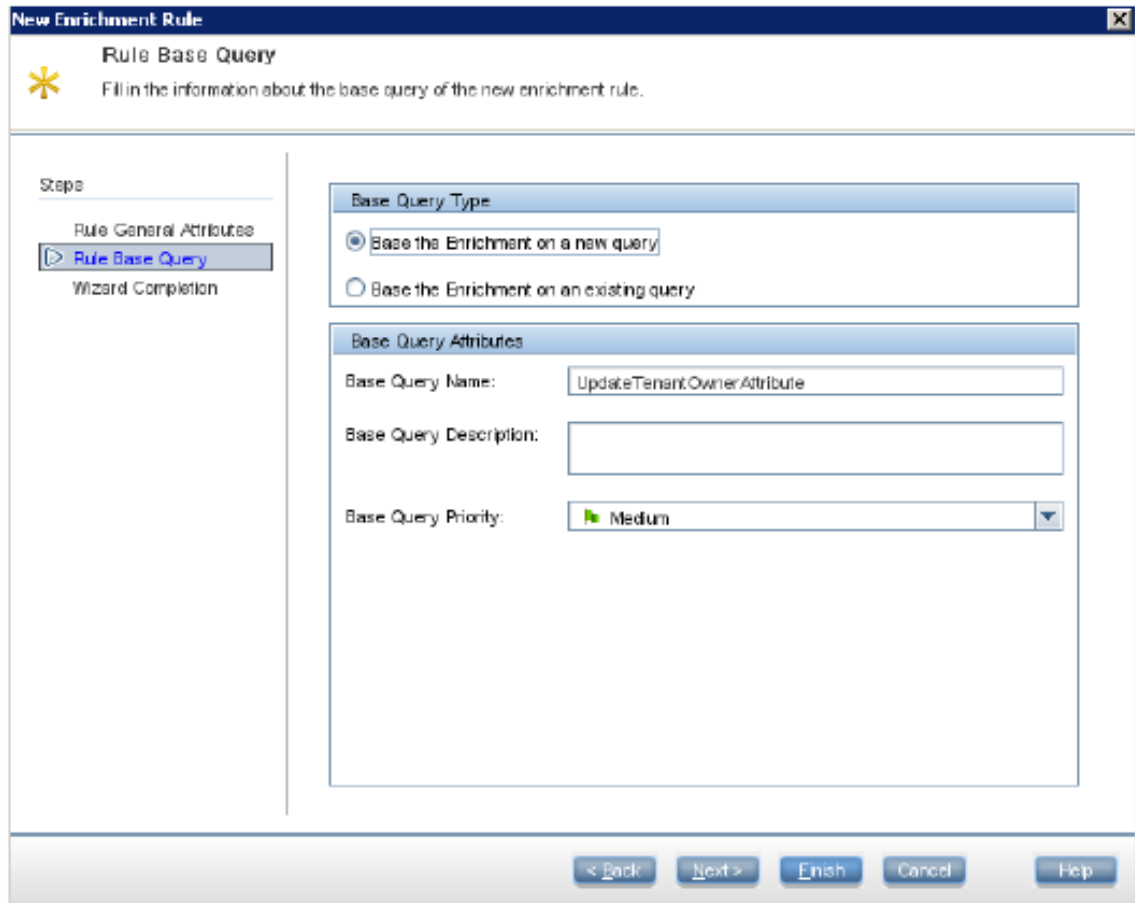 New Enrichment Rule
Rule Base Query
Fill in the information about the base query of the new enrichment rule.
Steps
Rule General Attributes
Rule Base Query
Wizard Completion
Base Query Type
Base the Enrichment on a new query
Base the Enrichment on an existing query
Base Query Attributes
Base Query Name: UpdateTenantOwnerAttribute
Base Query Description:
Base Query Priority: Medium
< Back Next > Finish Cancel Help